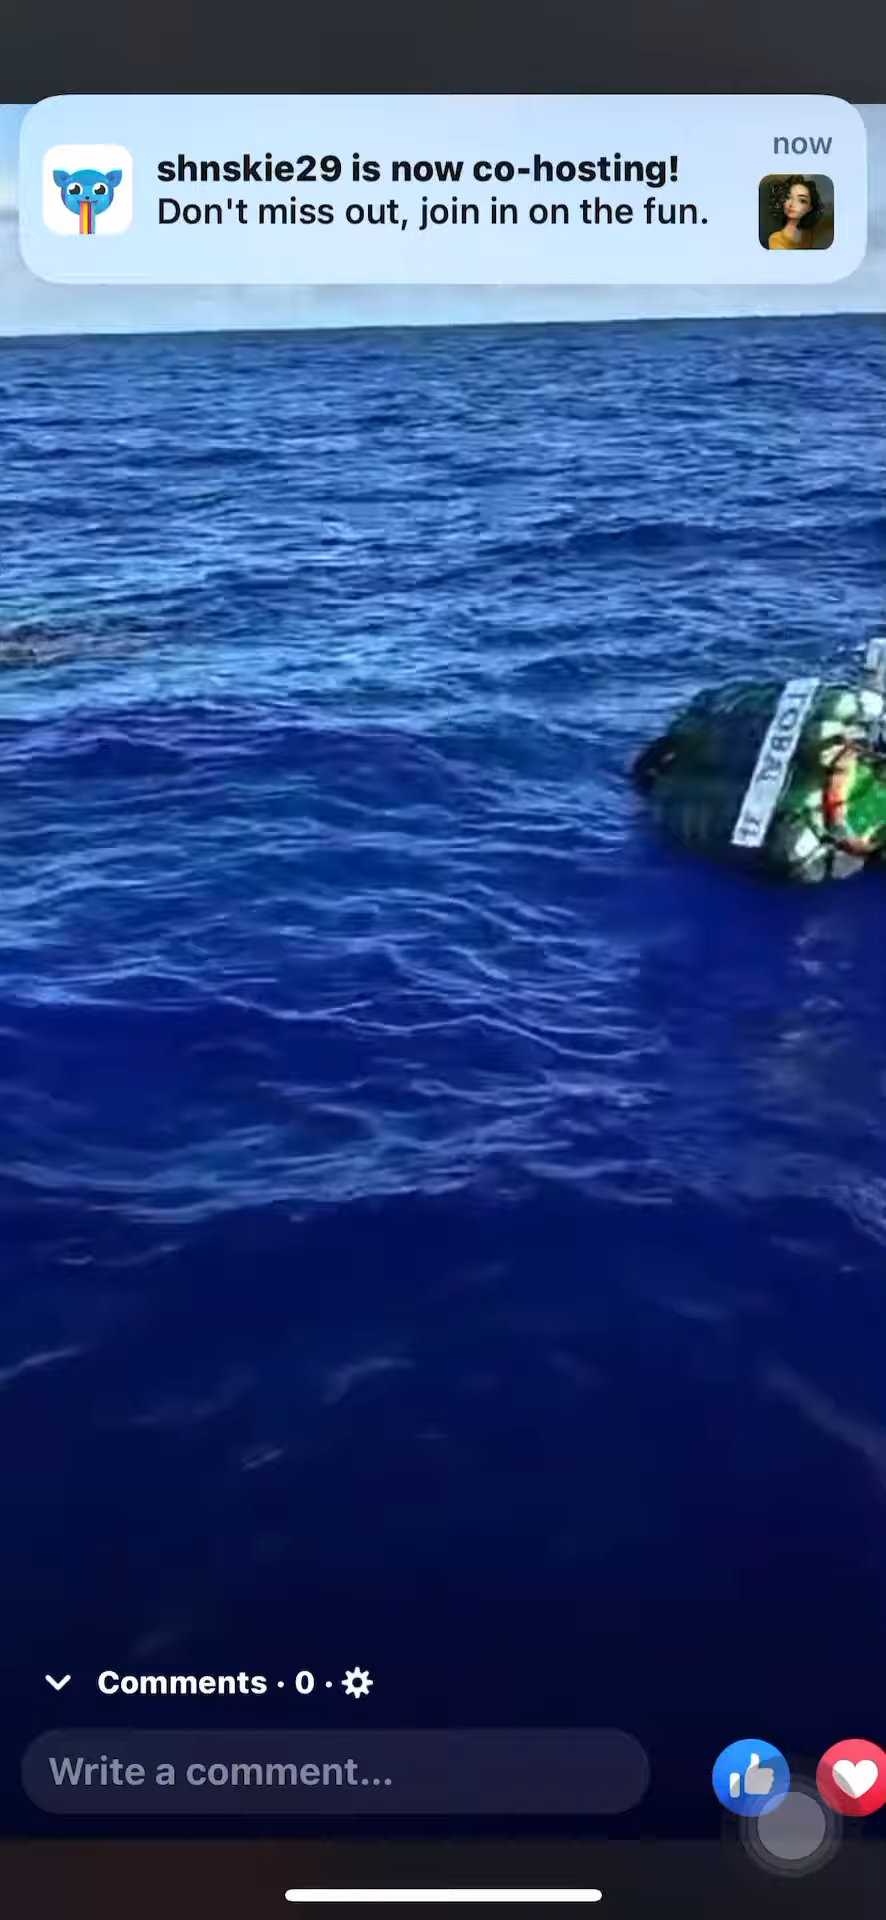 now
shnskie29 is now co-hosting!
Don't miss out, join in on the fun.
Comments · 0 ·
Write a comment...